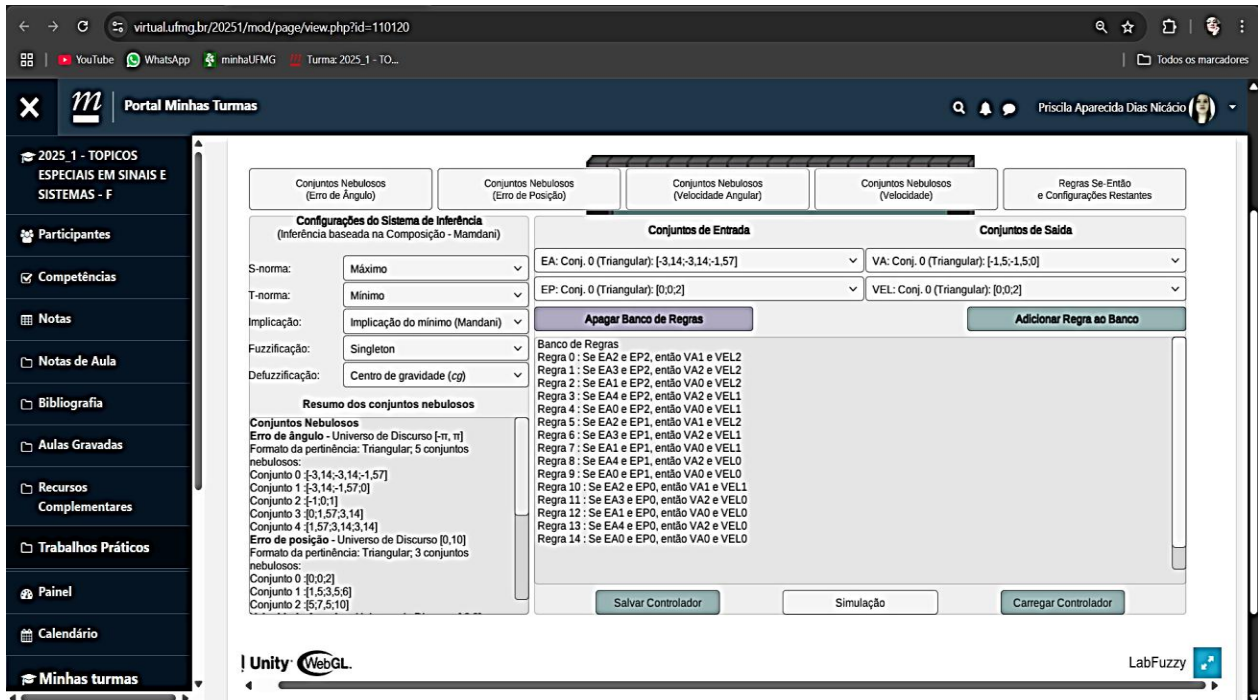 virtual.ufmg.br/20251/mod/page/view.php?id=110120
YouTube WhatsApp minhaUFMG Turma: 2025_1 - TO...
Todos os marcadores
m Portal Minhas Turmas
Priscila Aparecida Dias Nicácio
2025_1 - TOPICOS
ESPECIAIS EM SINAIS E
SISTEMAS - F
Participantes
Competências
Notas
Notas de Aula
Bibliografia
Aulas Gravadas
Recursos
Complementares
Trabalhos Práticos
Painel
Calendário
Minhas turmas
Conjuntos Nebulosos
(Erro de Ângulo)
Conjuntos Nebulosos
(Erro de Posição)
Conjuntos Nebulosos
(Velocidade Angular)
Conjuntos Nebulosos
(Velocidade)
Regras Se-Então
e Configurações Restantes
Configurações do Sistema de Inferência
(Inferência baseada na Composição - Mamdani)
S-norma: Máximo
T-norma: Mínimo
Implicação: Implicação do mínimo (Mandani)
Fuzzificação: Singleton
Defuzzificação: Centro de gravidade (cg)
Resumo dos conjuntos nebulosos
Conjuntos Nebulosos
Erro de ângulo - Universo de Discurso [-π, π]
Formato da pertinência: Triangular; 5 conjuntos
nebulosos:
Conjunto 0 :[-3,14;-3,14;-1,57]
Conjunto 1 :[-3,14;-1,57;0]
Conjunto 2 :[-1;0;1]
Conjunto 3 :[0;1,57;3,14]
Conjunto 4 :[1,57;3,14;3,14]
Erro de posição - Universo de Discurso [0,10]
Formato da pertinência: Triangular; 3 conjuntos
nebulosos:
Conjunto 0 :[0;0;2]
Conjunto 1 :[1,5;3,5;6]
Conjunto 2 :[5;7,5;10]
Conjuntos de Entrada
Conjuntos de Saída
EA: Conj. 0 (Triangular): [-3,14;-3,14;-1,57]
VA: Conj. 0 (Triangular): [-1,5;-1,5;0]
EP: Conj. 0 (Triangular): [0;0;2]
VEL: Conj. 0 (Triangular): [0;0;2]
Apagar Banco de Regras
Adicionar Regra ao Banco
Banco de Regras
Regra 0 : Se EA2 e EP2, então VA1 e VEL2
Regra 1 : Se EA3 e EP2, então VA2 e VEL2
Regra 2 : Se EA1 e EP2, então VA0 e VEL2
Regra 3 : Se EA4 e EP2, então VA2 e VEL1
Regra 4 : Se EA0 e EP2, então VA0 e VEL1
Regra 5 : Se EA2 e EP1, então VA1 e VEL2
Regra 6 : Se EA3 e EP1, então VA2 e VEL1
Regra 7 : Se EA1 e EP1, então VA0 e VEL1
Regra 8 : Se EA4 e EP1, então VA2 e VEL0
Regra 9 : Se EA0 e EP1, então VA0 e VEL0
Regra 10 : Se EA2 e EP0, então VA1 e VEL1
Regra 11 : Se EA3 e EP0, então VA2 e VEL0
Regra 12 : Se EA1 e EP0, então VA0 e VEL0
Regra 13 : Se EA4 e EP0, então VA2 e VEL0
Regra 14 : Se EA0 e EP0, então VA0 e VEL0
Salvar Controlador
Simulação
Carregar Controlador
Unity WebGL.
LabFuzzy